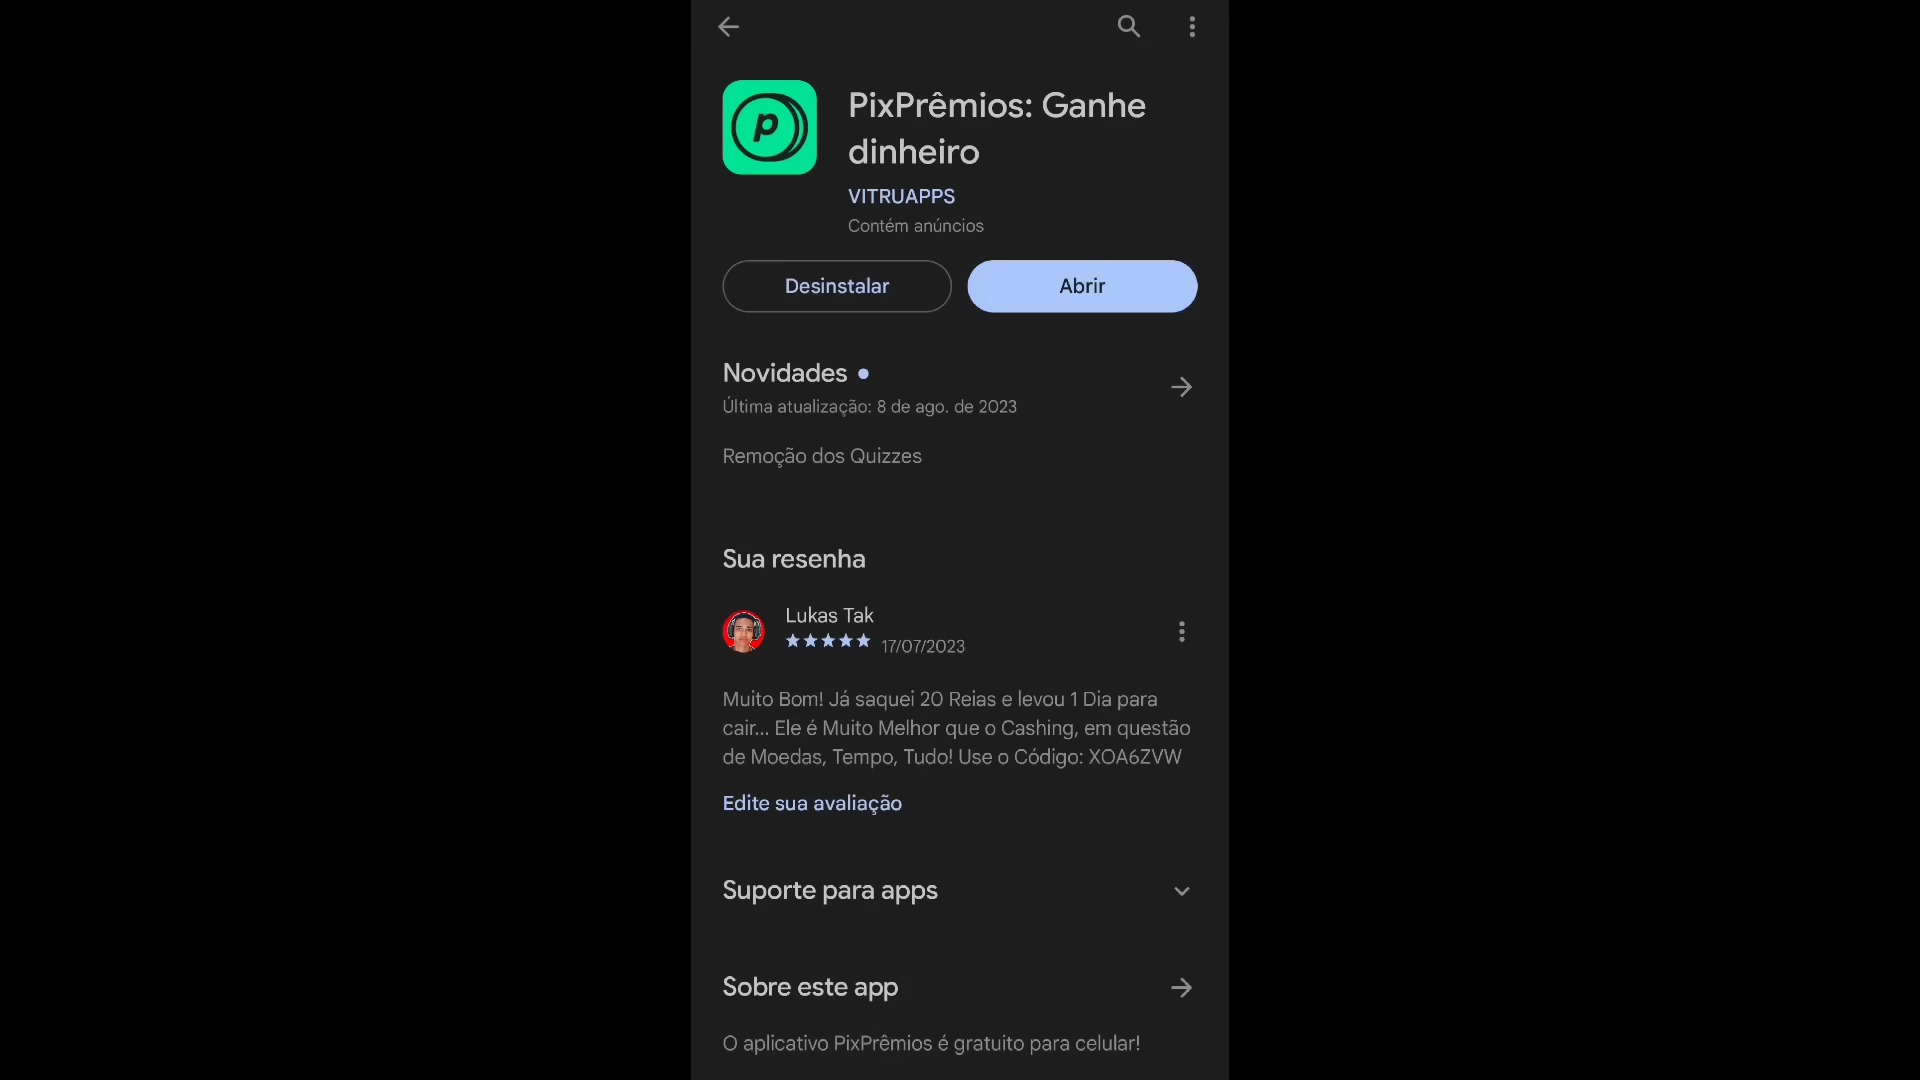 PixPrêmios: Ganhe
dinheiro
VITRUAPPS
Contém anúncios
Desinstalar
Abrir
Novidades
Última atualização: 8 de ago. de 2023
Remoção dos Quizzes
Sua resenha
Lukas Tak
17/07/2023
Muito Bom! Já saquei 20 Reias e levou 1 Dia para
cair... Ele é Muito Melhor que o Cashing, em questão
de Moedas, Tempo, Tudo! Use o Código: XOA6ZVW
Edite sua avaliação
Suporte para apps
Sobre este app
O aplicativo PixPrêmios é gratuito para celular!